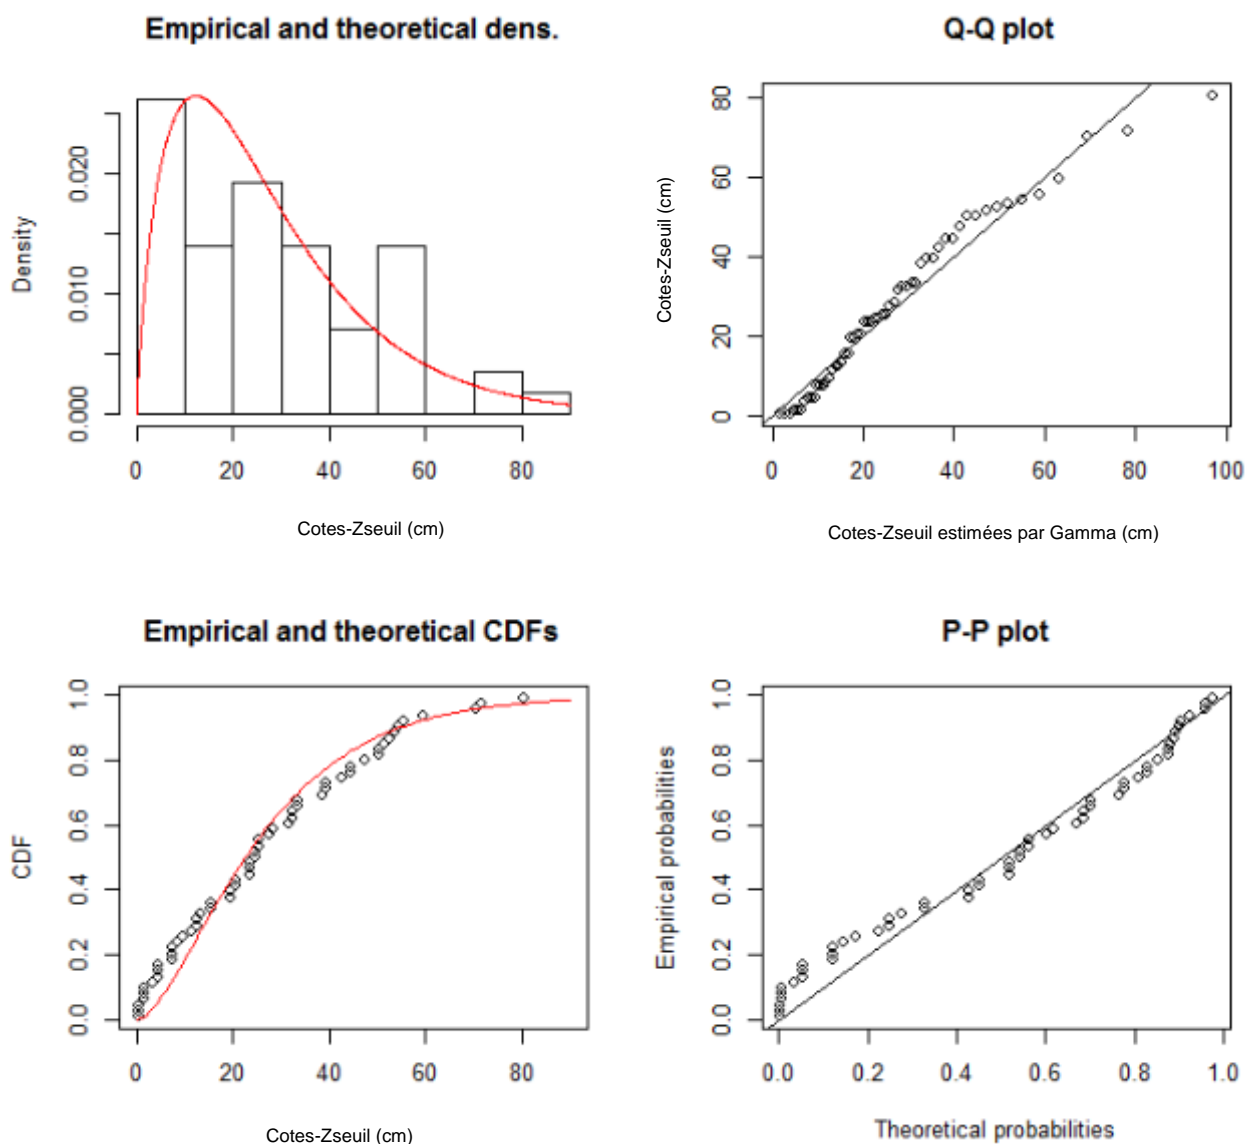 Empirical and theoretical dens.
Density
0.000
0.010
0.020
0 20 40 60 80
Cotes-Zseuil (cm)
Q-Q plot
Cotes-Zseuil (cm)
0
20
40
60
80
0 20 40 60 80 100
Cotes-Zseuil estimées par Gamma (cm)
Empirical and theoretical CDFs
CDF
0.0
0.2
0.4
0.6
0.8
1.0
0 20 40 60 80
Cotes-Zseuil (cm)
P-P plot
Empirical probabilities
0.0
0.2
0.4
0.6
0.8
1.0
0.0 0.2 0.4 0.6 0.8 1.0
Theoretical probabilities